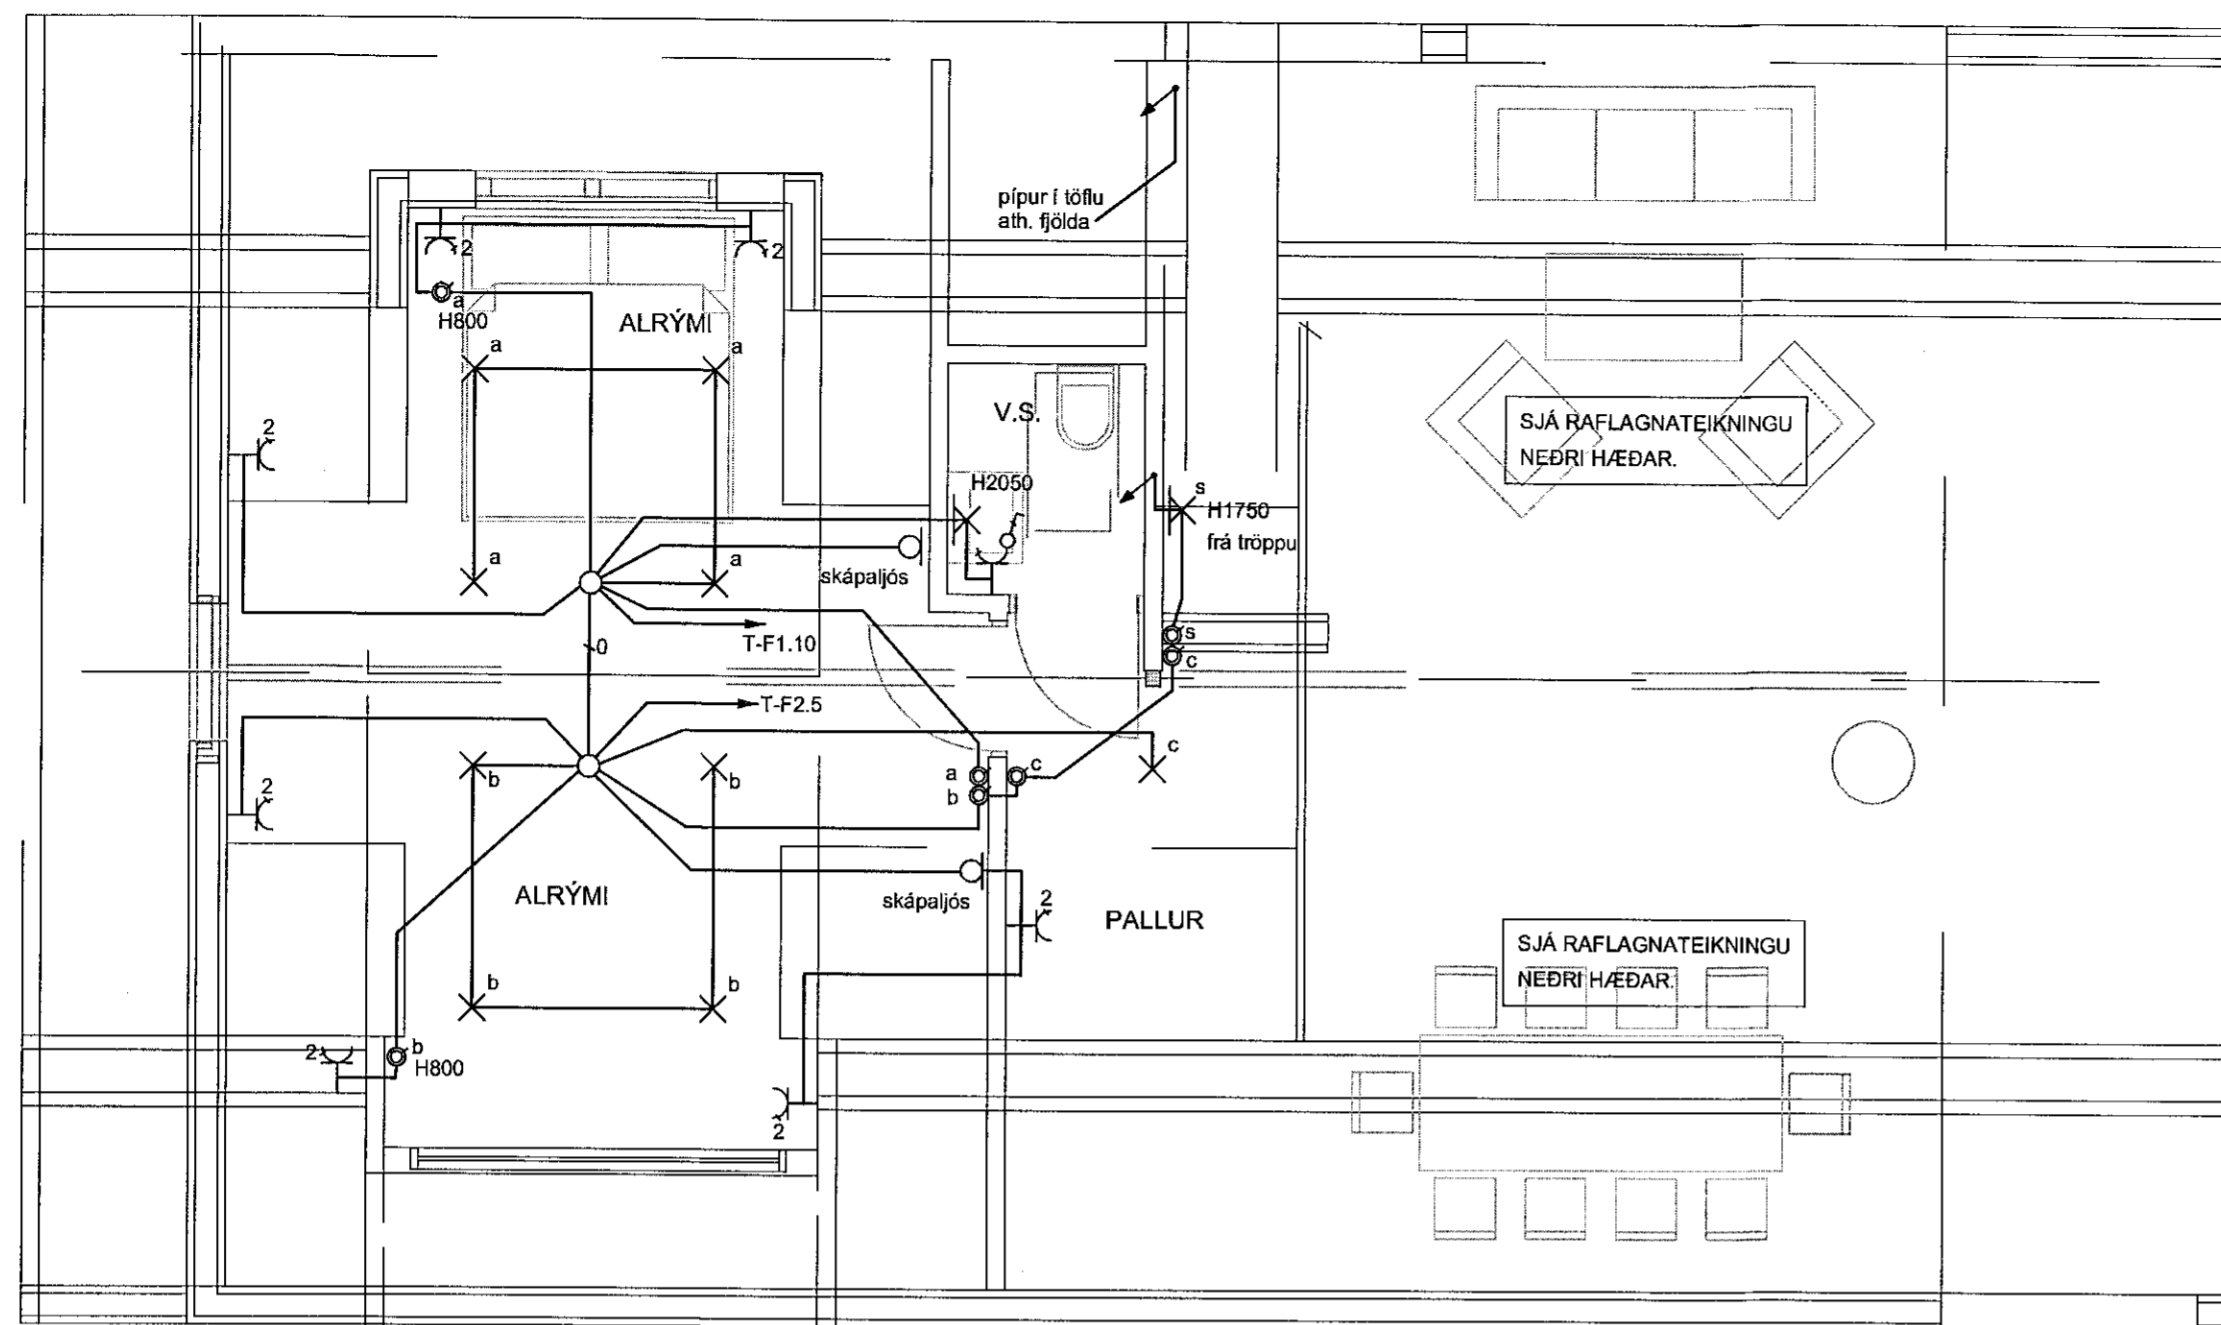 pípur í töflu
ath. fjölda
2
2
a
H800
ALRÝMI
a
a
V.S.
SJÁ RAFLAGNATEIKNINGU
NEÐRI HÆÐAR.
2
H2050
s
H1750
frá tröppu
a
a
skápaljós
T-F1.10
0
s
c
T-F2.5
c
b
b
a
c
b
2
ALRÝMI
skápaljós
2
PALLUR
SJÁ RAFLAGNATEIKNINGU
NEÐRI HÆÐAR.
b
b
2
b
H800
2